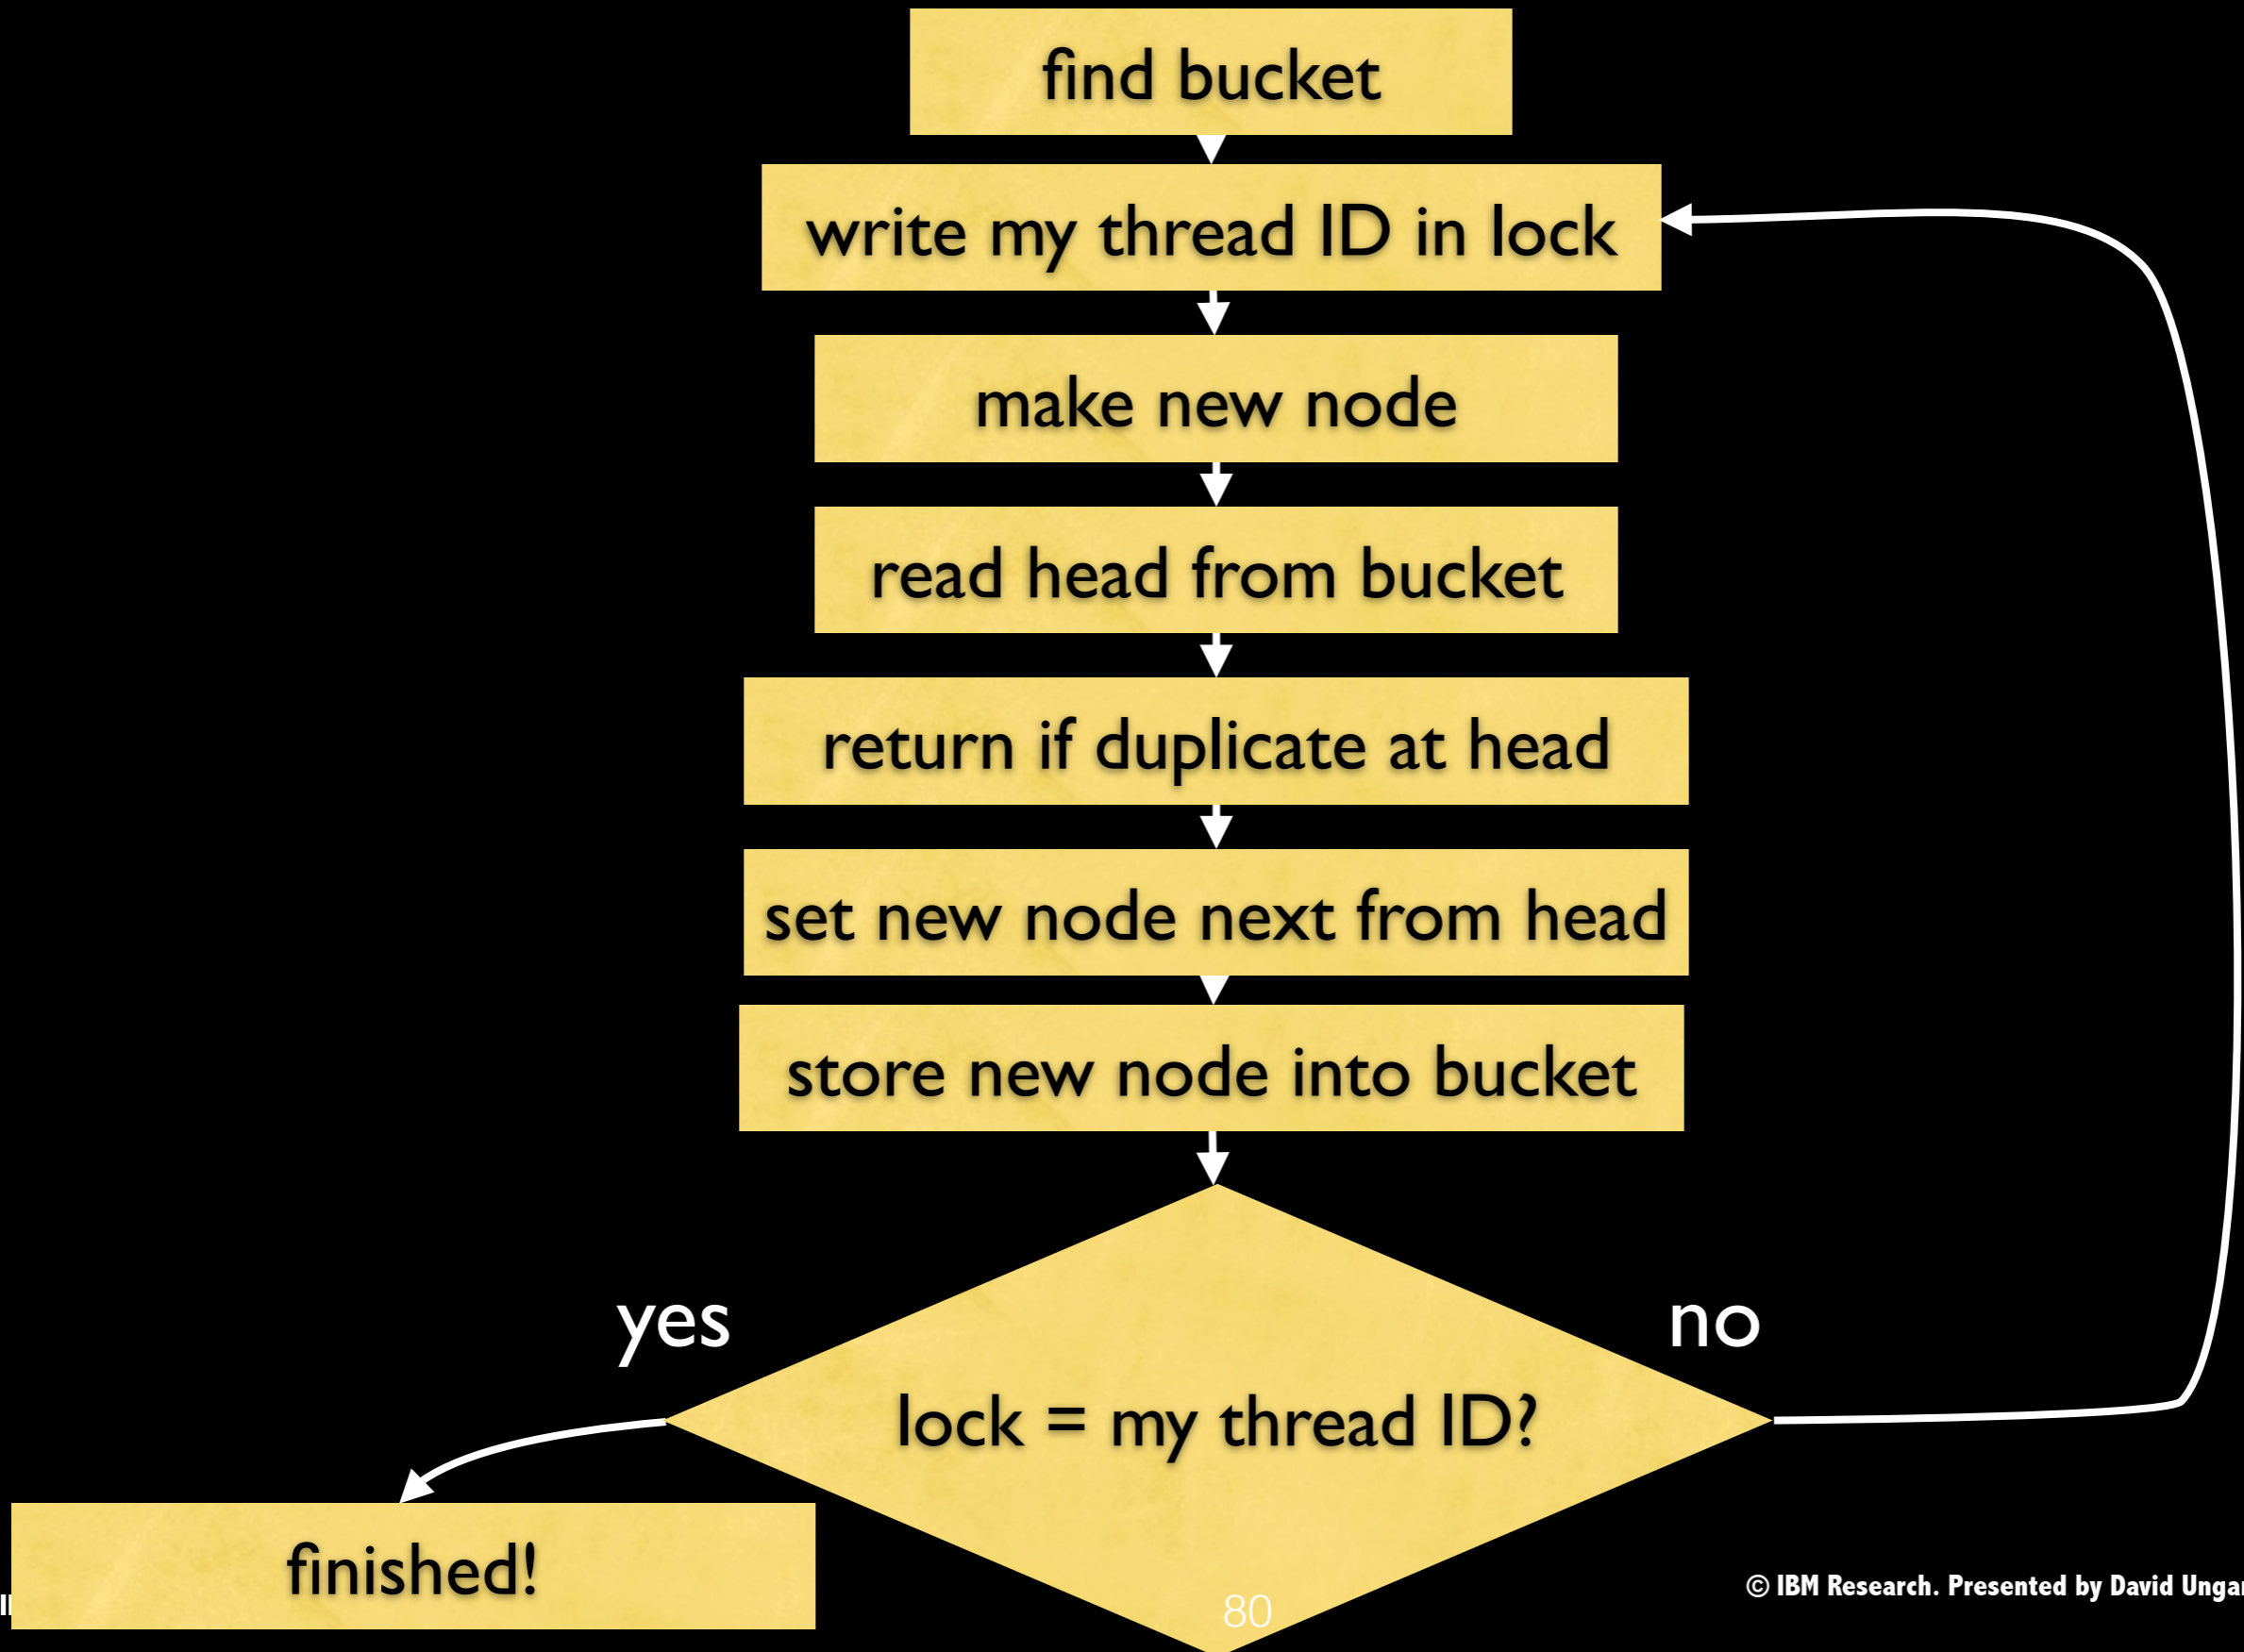 find bucket
write my thread ID in lock
make new node
read head from bucket
return if duplicate at head
set new node next from head
store new node into bucket
yes
no
lock = my thread ID?
finished!
80
© IBM Research. Presented by David Ungar